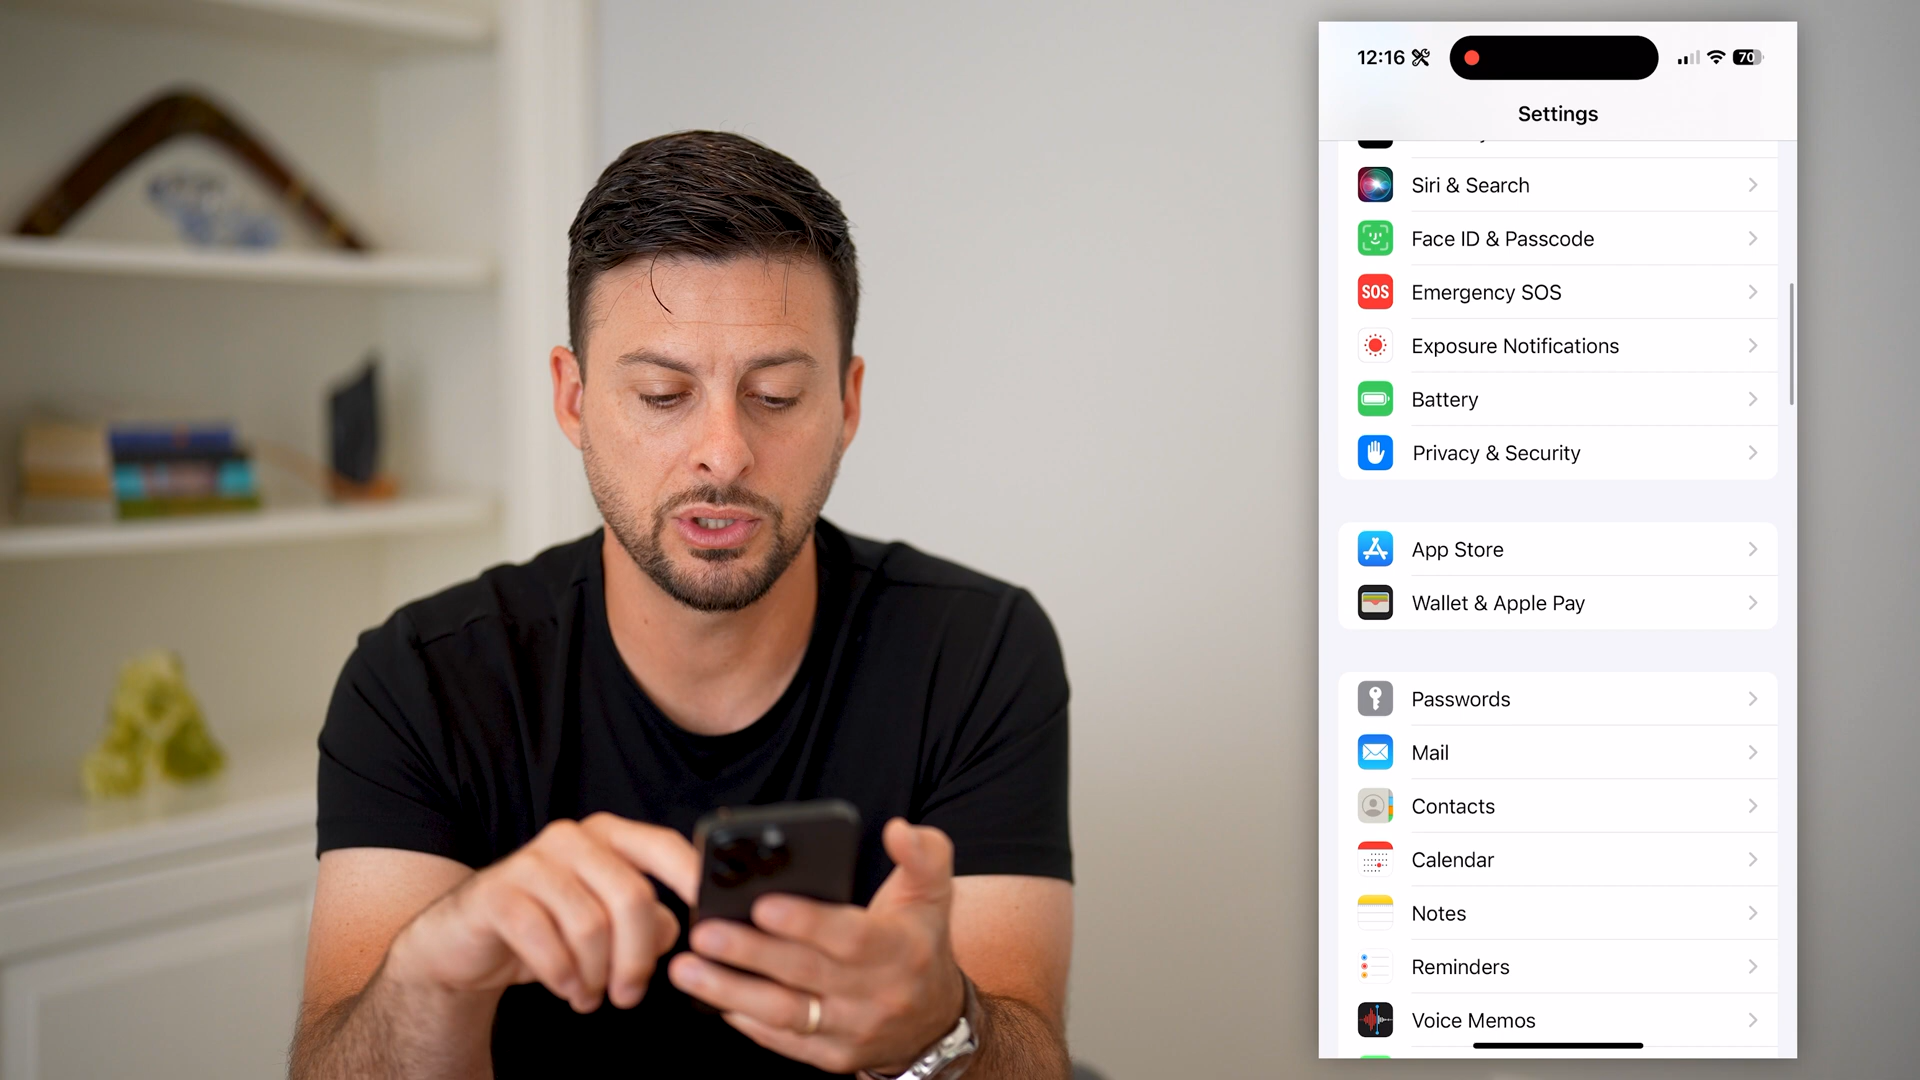 12:16
70
Settings
Siri & Search
Face ID & Passcode
SOS
Emergency SOS
Exposure Notifications
Battery
Privacy & Security
App Store
Wallet & Apple Pay
Passwords
Mail
Contacts
Calendar
Notes
Reminders
Voice Memos